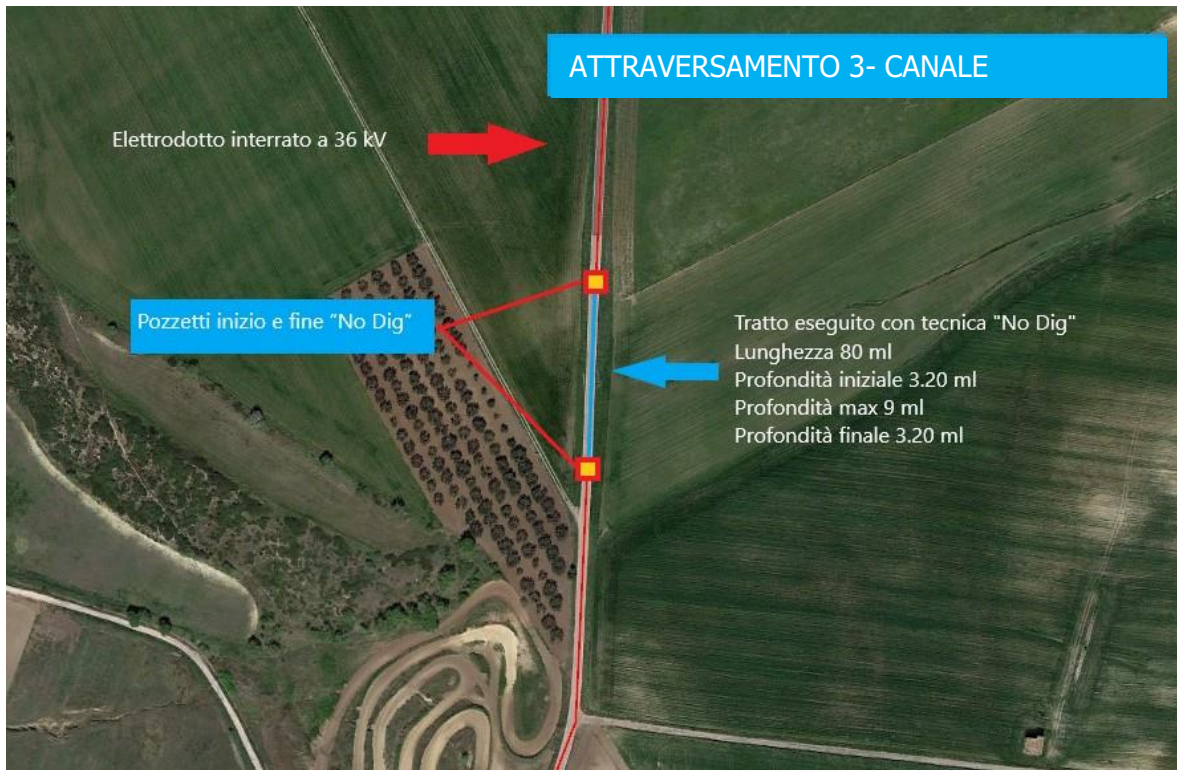 ATTRAVERSAMENTO 3- CANALE
Elettrodotto interrato a 36 kV
Pozzetti inizio e fine “No Dig”
Tratto eseguito con tecnica "No Dig"
Lunghezza 80 ml
Profondità iniziale 3.20 ml
Profondità max 9 ml
Profondità finale 3.20 ml